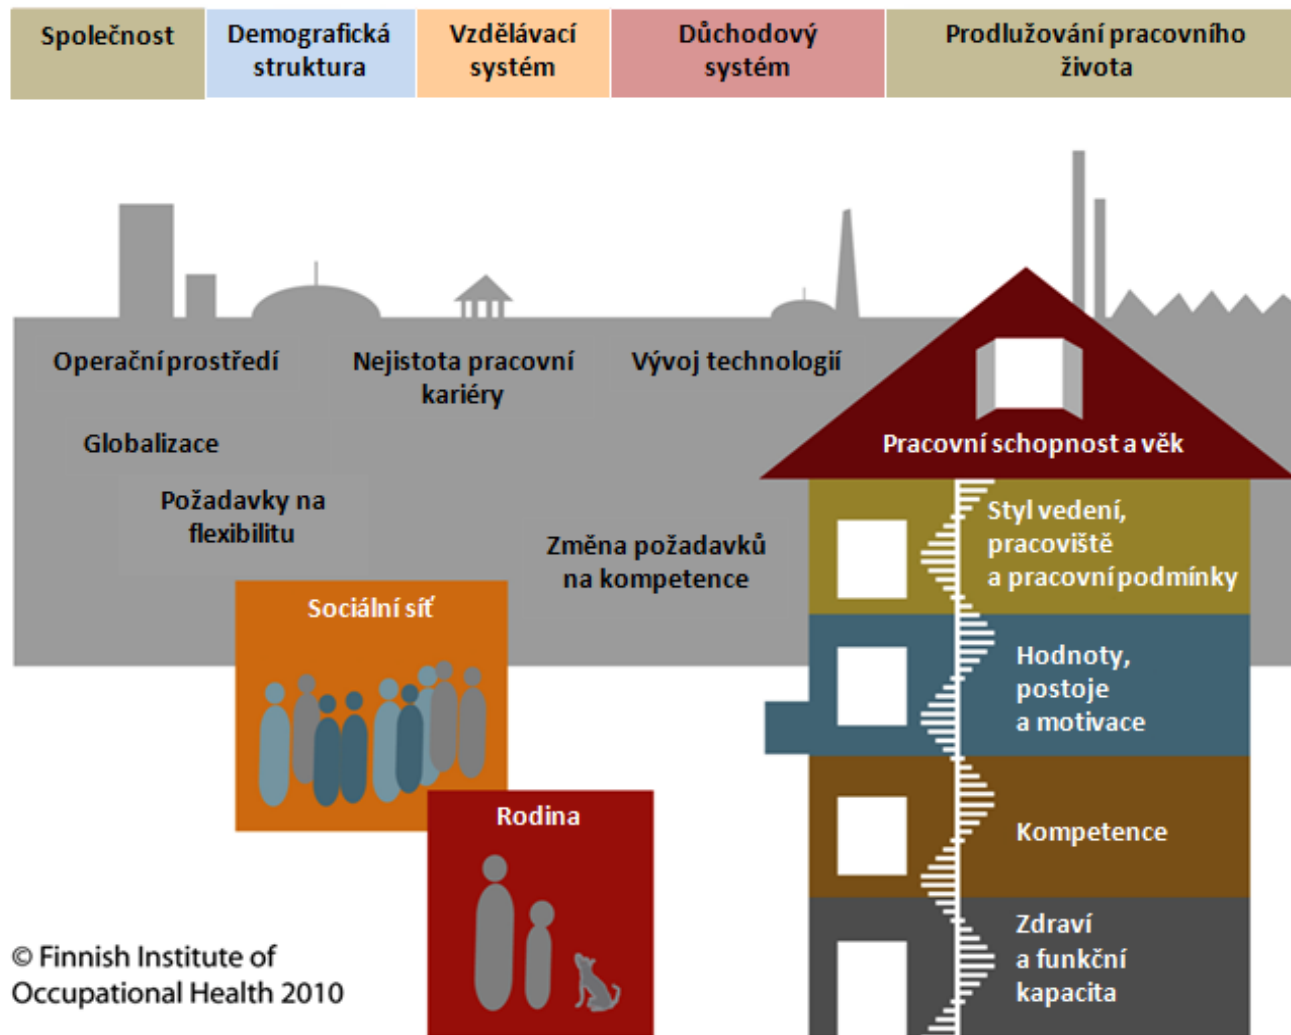 Společnost
Demografická
struktura
Vzdělávací
systém
Důchodový
systém
Prodlužování pracovního
života
Operační prostředí
Nejistota pracovní
kariéry
Vývoj technologií
Globalizace
Požadavky na
flexibilitu
Změna požadavků
na kompetence
Sociální síť
Rodina
Pracovní schopnost a věk
Styl vedení,
pracoviště
a pracovní podmínky
Hodnoty,
postoje
a motivace
Kompetence
Zdraví
a funkční
kapacita
© Finnish Institute of
Occupational Health 2010